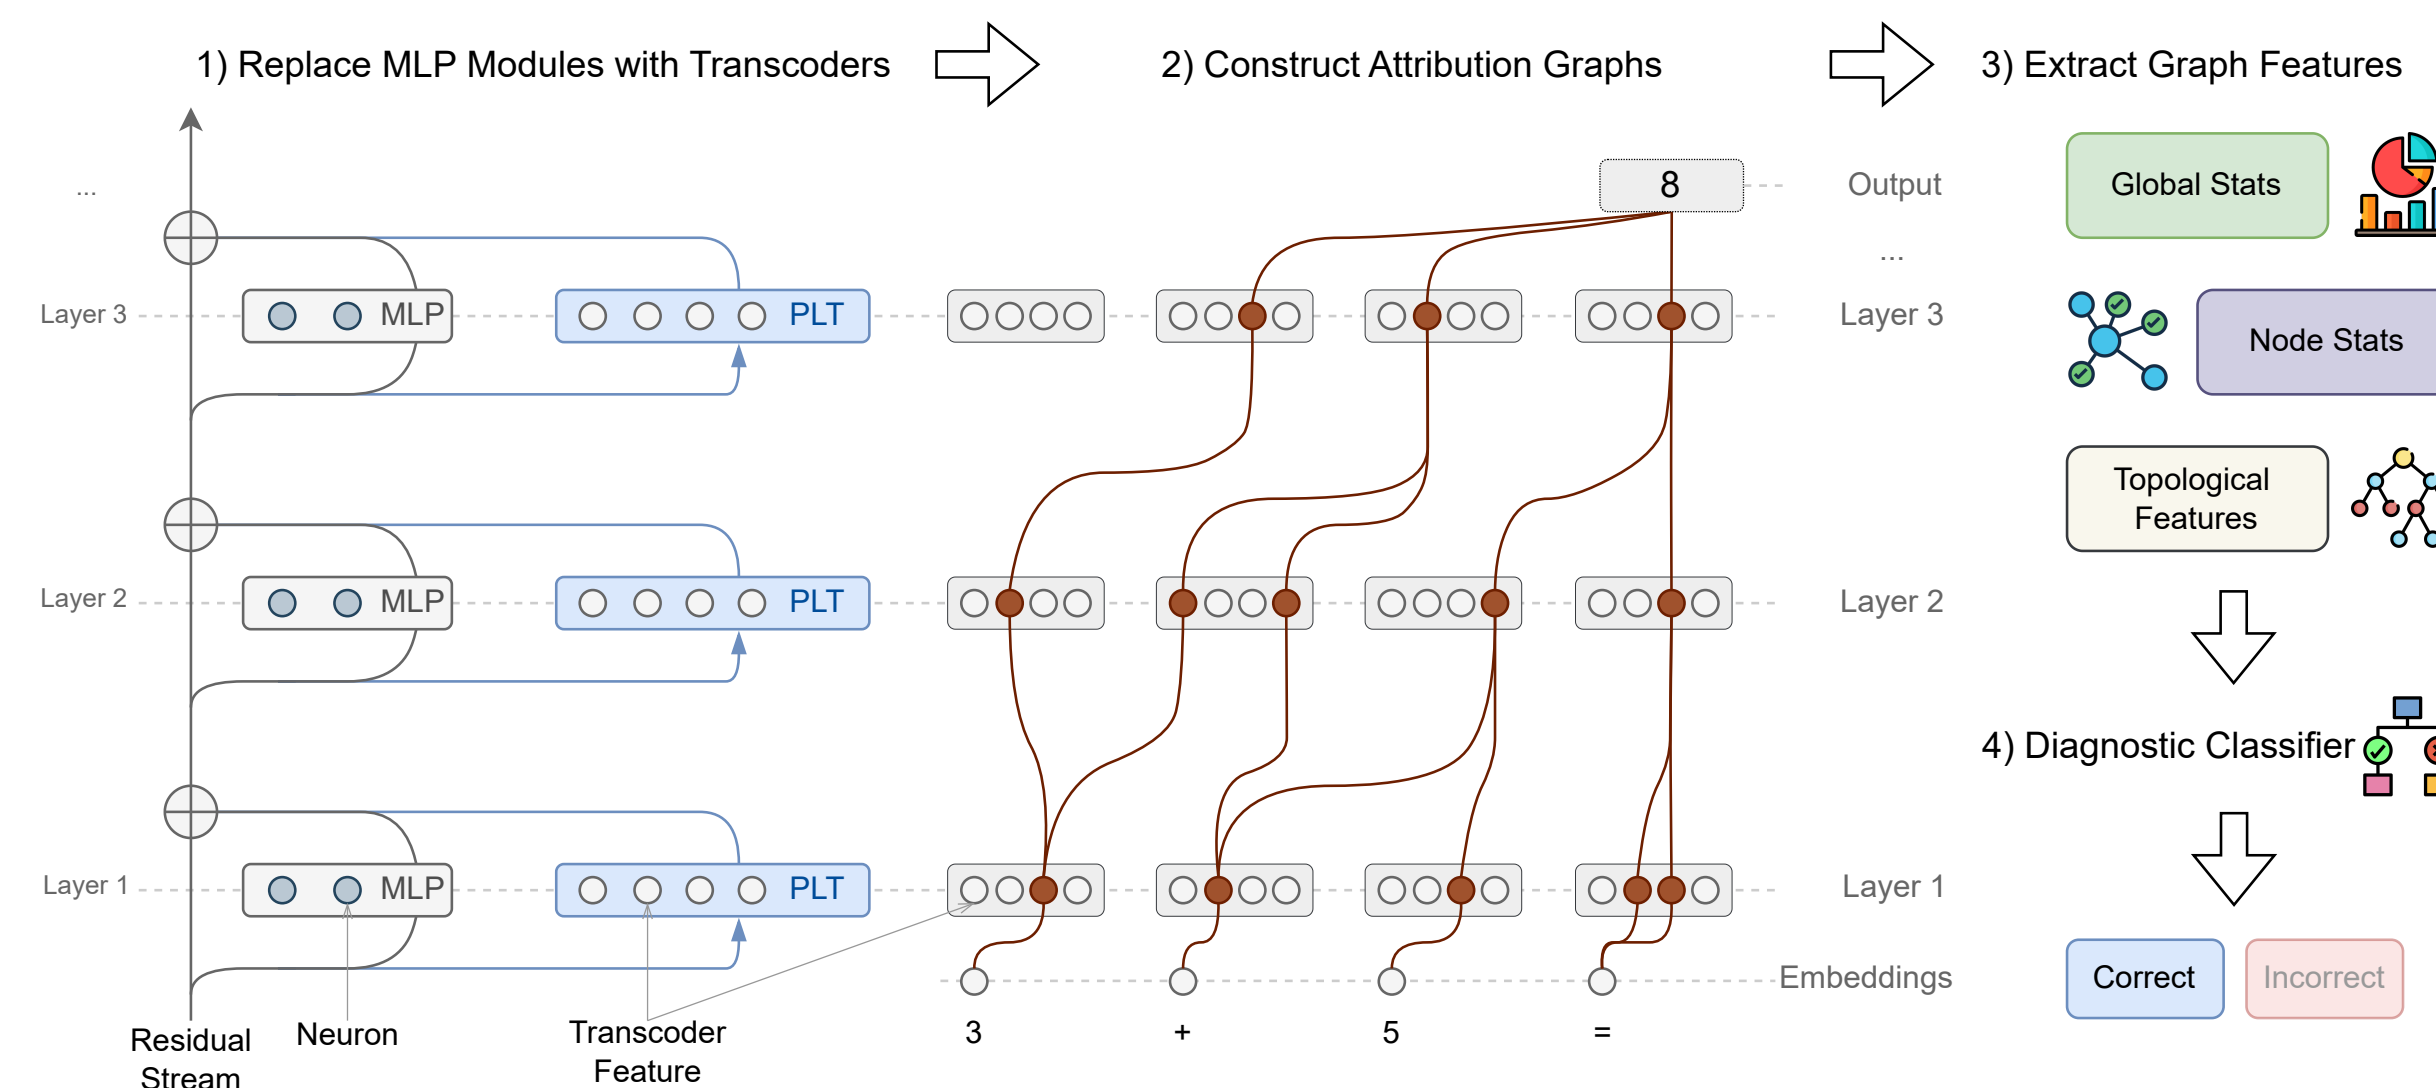 1) Replace MLP Modules with Transcoders
2) Construct Attribution Graphs
3) Extract Graph Features
...
Layer 3
MLP
PLT
Layer 2
MLP
PLT
Layer 1
MLP
PLT
Residual
Stream
Neuron
Transcoder
Feature
8
Output
...
Layer 3
Layer 2
Layer 1
Embeddings
3
+
5
=
Global Stats
Node Stats
Topological
Features
4) Diagnostic Classifier
Correct
Incorrect